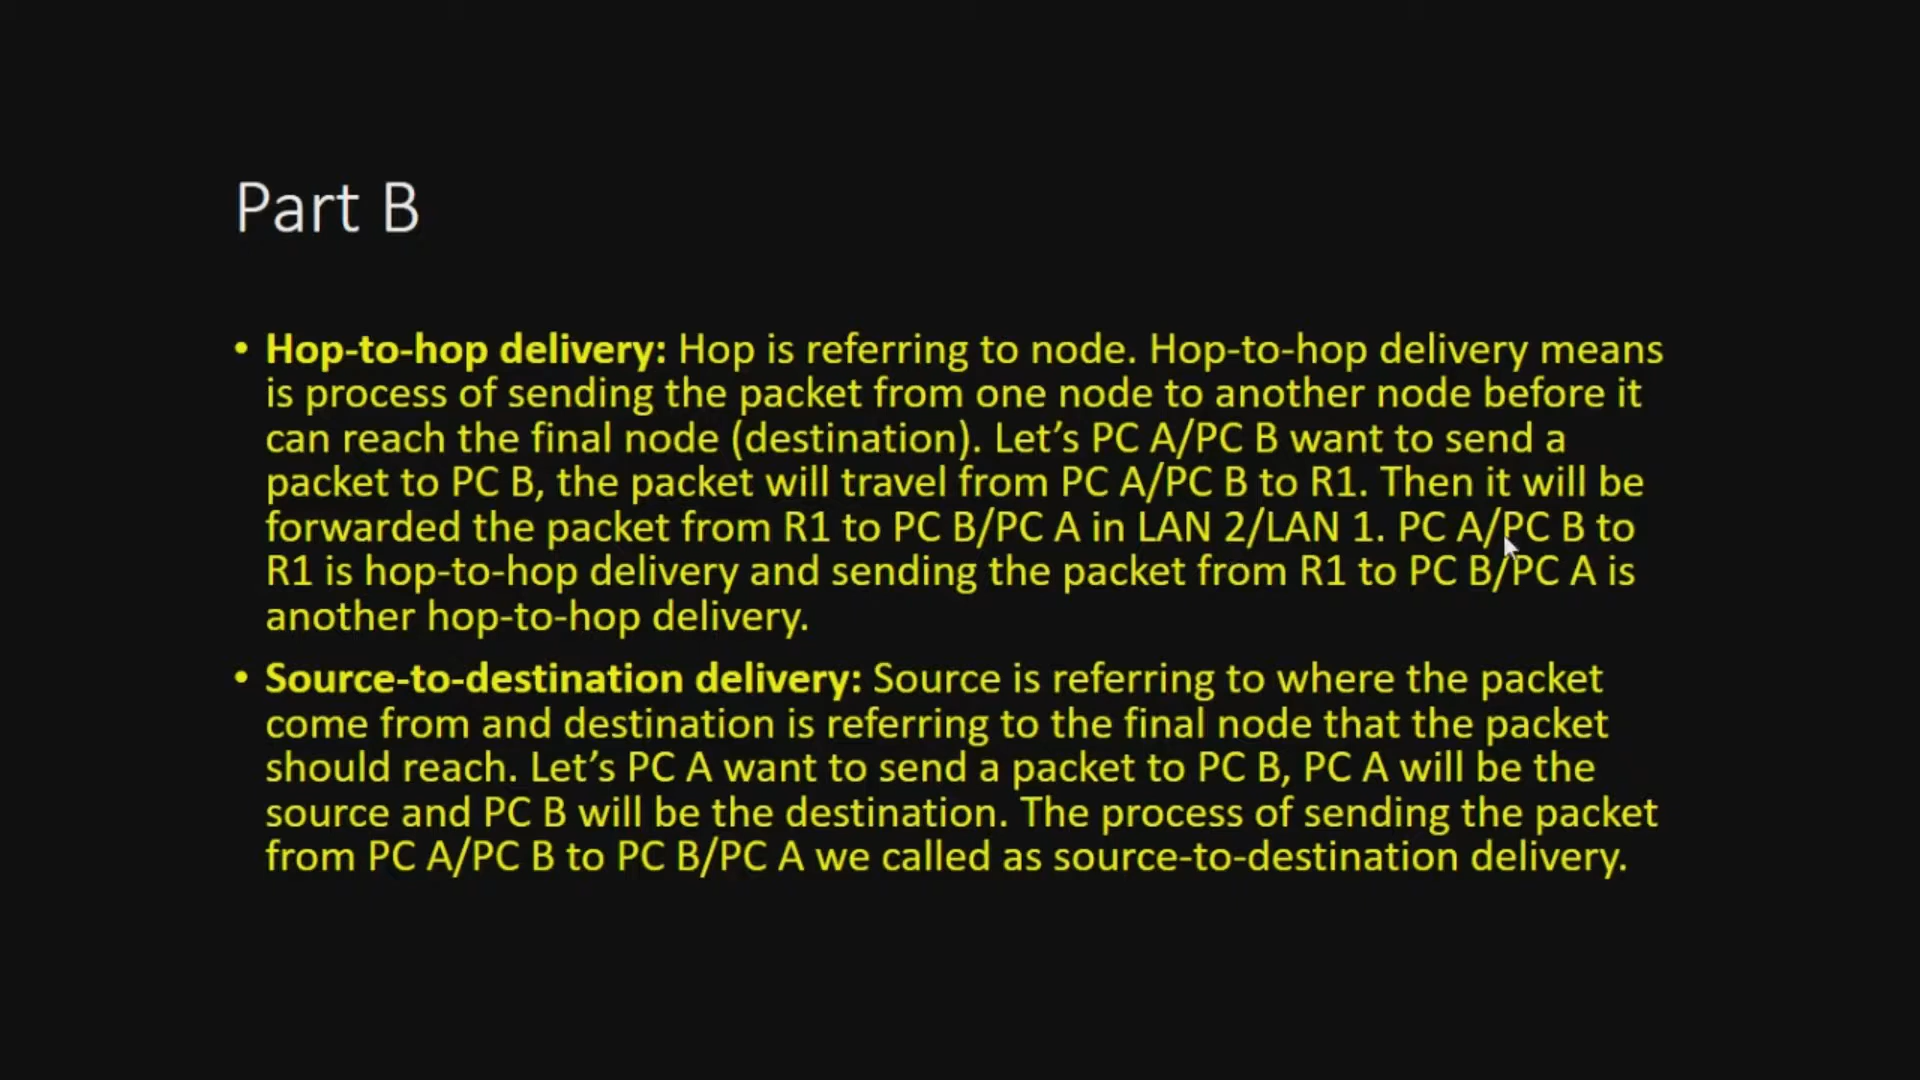 Part B
• Hop-to-hop delivery: Hop is referring to node. Hop-to-hop delivery means
is process of sending the packet from one node to another node before it
can reach the final node (destination). Let’s PC A/PC B want to send a
packet to PC B, the packet will travel from PC A/PC B to R1. Then it will be
forwarded the packet from R1 to PC B/PC A in LAN 2/LAN 1. PC A/PC B to
R1 is hop-to-hop delivery and sending the packet from R1 to PC B/PC A is
another hop-to-hop delivery.
• Source-to-destination delivery: Source is referring to where the packet
come from and destination is referring to the final node that the packet
should reach. Let’s PC A want to send a packet to PC B, PC A will be the
source and PC B will be the destination. The process of sending the packet
from PC A/PC B to PC B/PC A we called as source-to-destination delivery.